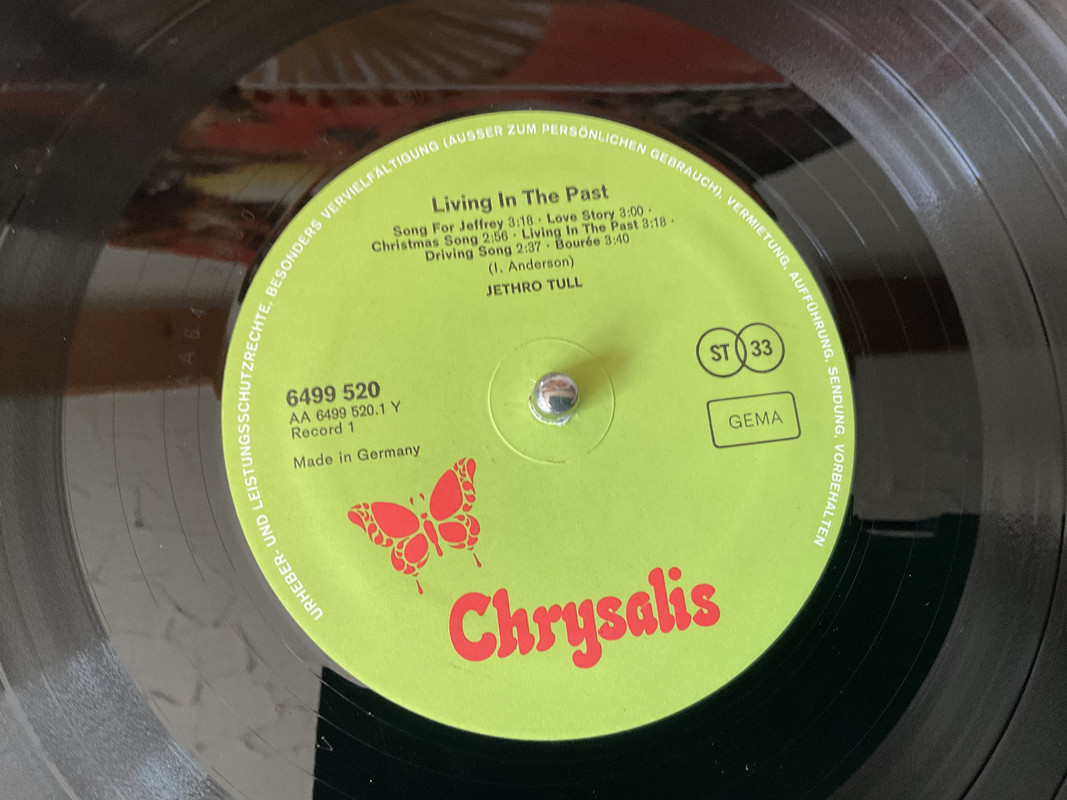 URHEBER- UND LEISTUNGSSCHUTZRECHTE, BESONDERS VERVIELFÄLTIGUNG (AUSSER ZUM PERSÖNLICHEN GEBRAUCH), VERMIETUNG, AUFFÜHRUNG, SENDUNG, VORBEHALTEN
Living In The Past
Song For Jeffrey 3:18 · Love Story 3:00 ·
Christmas Song 2:56 · Living In The Past 3:18 ·
Driving Song 2:37 · Bourée 3:40
(I. Anderson)
JETHRO TULL
ST 33
6499 520
AA 6499 520.1 Y
Record 1
GEMA
Made in Germany
Chrysalis